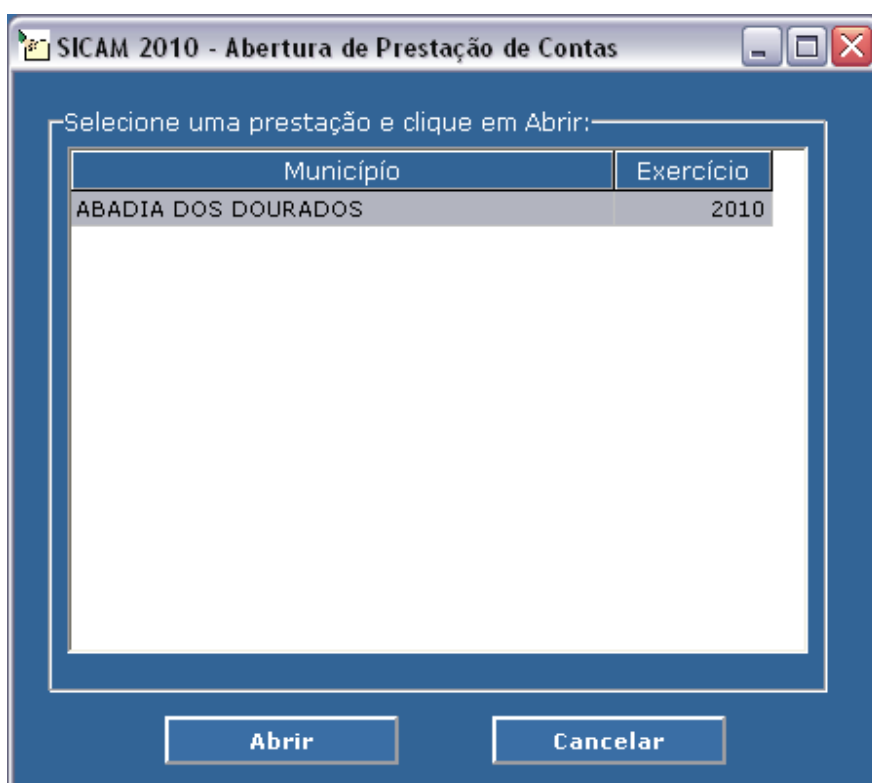 SICAM 2010 - Abertura de Prestação de Contas
Selecione uma prestação e clique em Abrir:
Municípío Exercício
ABADIA DOS DOURADOS 2010
Abrir Cancelar